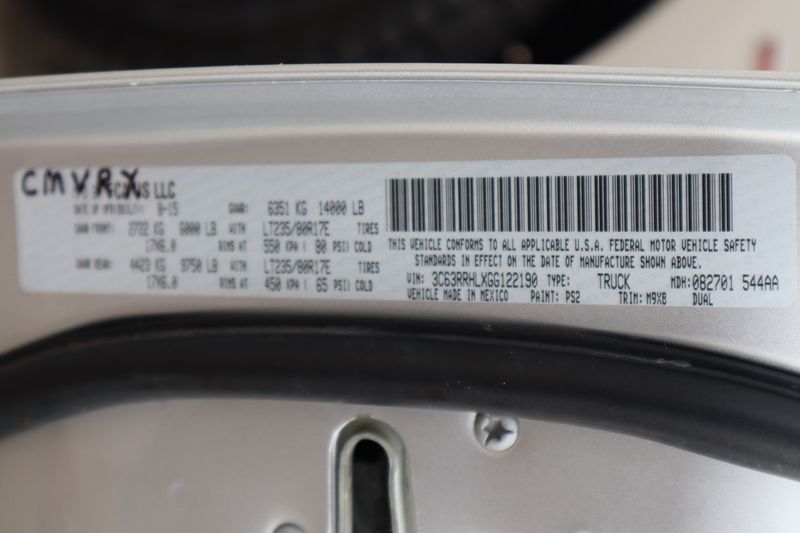 CMVRX US LLC
DATE OF MFR(BUILT): 8-15 GVWR: 6351 KG 14000 LB
GAWR FRONT: 2722 KG 6000 LB WITH LT235/80R17E TIRES
17X6.0 RIMS AT 550 KPA ( 80 PSI) COLD
GAWR REAR: 4423 KG 9750 LB WITH LT235/80R17E TIRES
17X6.0 RIMS AT 450 KPA ( 65 PSI) COLD
THIS VEHICLE CONFORMS TO ALL APPLICABLE U.S.A. FEDERAL MOTOR VEHICLE SAFETY
STANDARDS IN EFFECT ON THE DATE OF MANUFACTURE SHOWN ABOVE.
VIN: 3C63RRHLXGG122190 TYPE: TRUCK MDH:082701 544AA
VEHICLE MADE IN MEXICO PAINT: PS2 TRIM: M9X8 DUAL